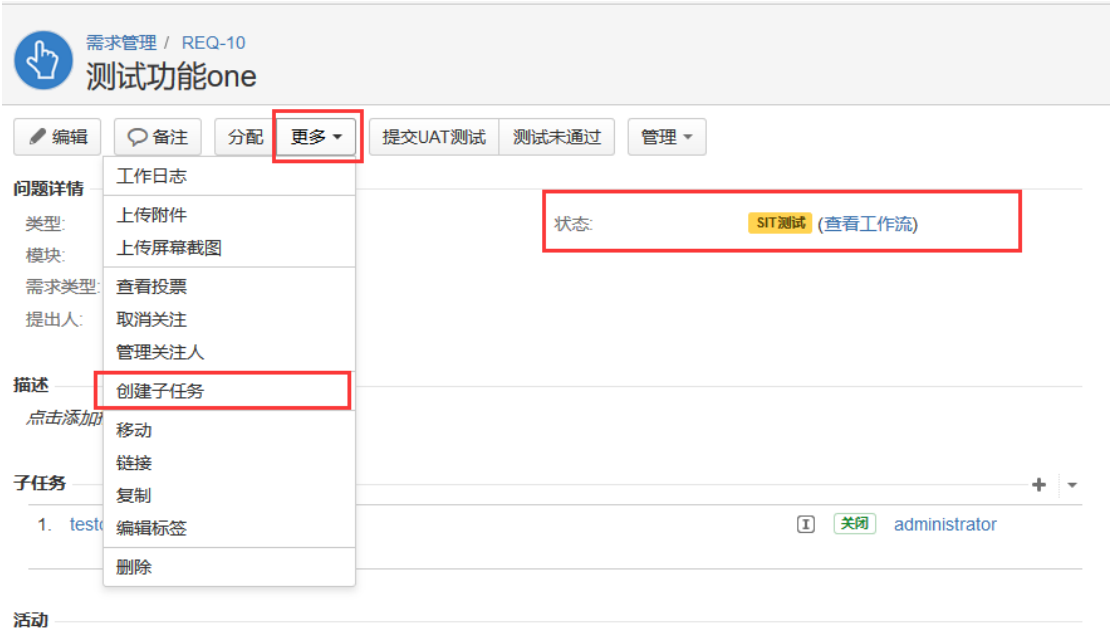 需求管理 / REQ-10
测试功能one
编辑 备注 分配 更多 提交UAT测试 测试未通过 管理
工作日志
问题详情
上传附件
类型: 状态: SIT测试 (查看工作流)
上传屏幕截图
模块:
需求类型: 查看投票
提出人: 取消关注
管理关注人
描述
创建子任务
点击添加
移动
链接
子任务
复制
1. test 关闭 administrator
编辑标签
删除
活动